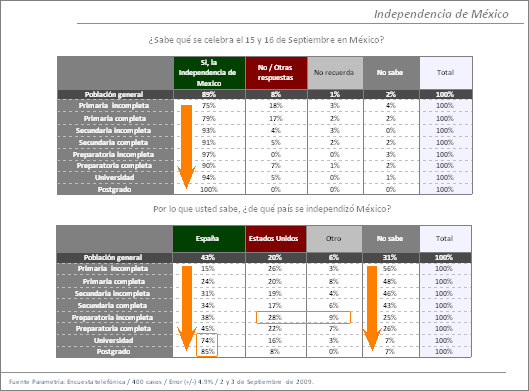 Independencia de México
¿Sabe qué se celebra el 15 y 16 de Septiembre en México?
Si, la Independencia de Mexico No / Otras respuestas No recuerda No sabe Total
Población general 89% 8% 1% 2% 100%
Primaria incompleta 75% 18% 3% 4% 100%
Primaria completa 79% 17% 2% 2% 100%
Secundaria incompleta 93% 4% 3% 0% 100%
Secundaria completa 91% 5% 2% 2% 100%
Preparatoria incompleta 97% 0% 0% 3% 100%
Preparatoria completa 90% 7% 1% 2% 100%
Universidad 94% 5% 0% 1% 100%
Postgrado 100% 0% 0% 0% 100%
Por lo que usted sabe, ¿de qué país se independizó México?
España Estados Unidos Otro No sabe Total
Población general 43% 20% 6% 31% 100%
Primaria incompleta 15% 26% 3% 56% 100%
Primaria completa 24% 20% 8% 48% 100%
Secundaria incompleta 31% 19% 4% 46% 100%
Secundaria completa 34% 17% 6% 43% 100%
Preparatoria incompleta 38% 28% 9% 25% 100%
Preparatoria completa 45% 22% 7% 26% 100%
Universidad 74% 16% 3% 7% 100%
Postgrado 85% 8% 0% 7% 100%
Fuente Parametría: Encuesta telefónica / 400 casos / Error (+/-) 4.9% / 2 y 3 de Septiembre de 2009.